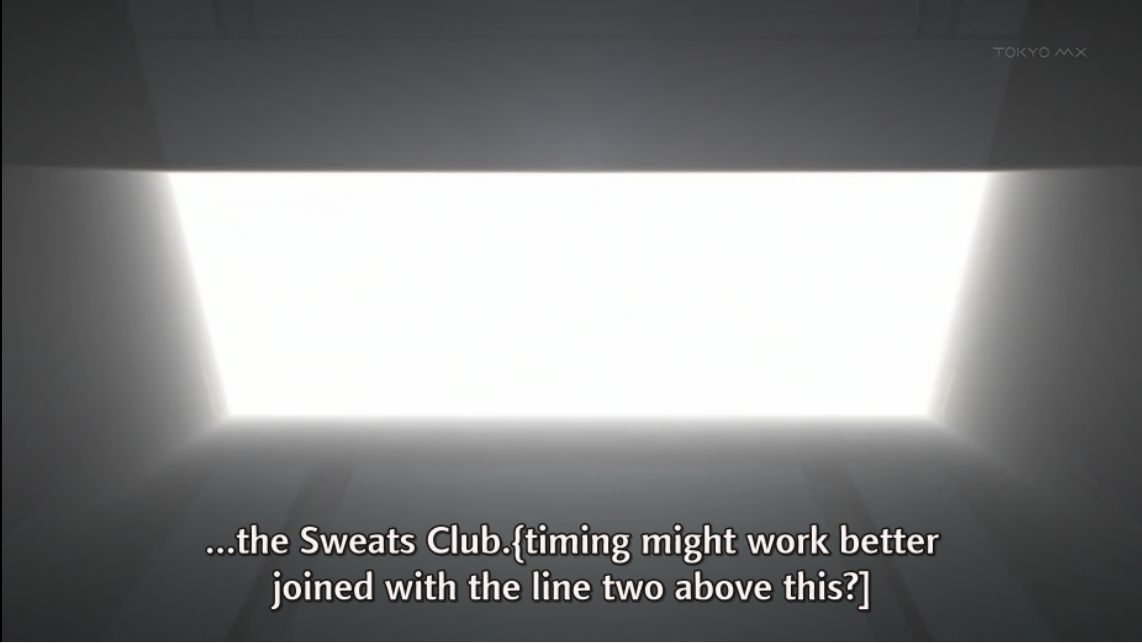 TOKYO MX
...the Sweats Club.{timing might work better
joined with the line two above this?]